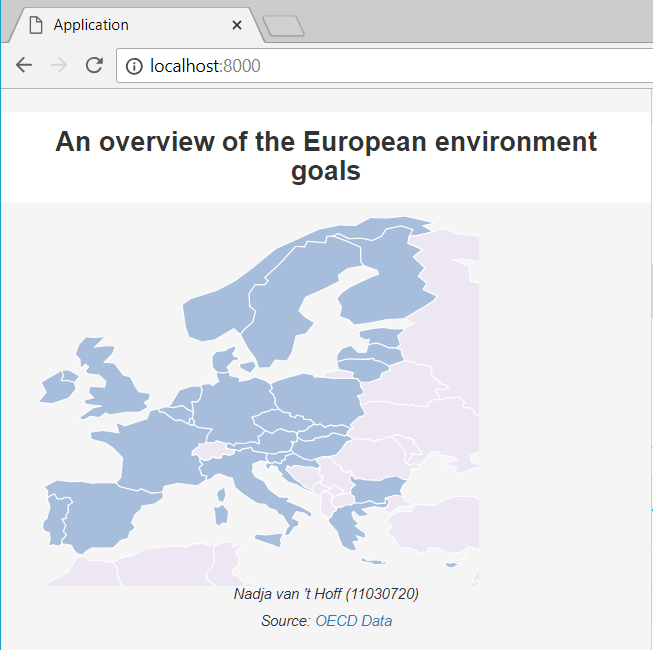 Application
localhost:8000
An overview of the European environment
goals
Nadja van 't Hoff (11030720)
Source: OECD Data